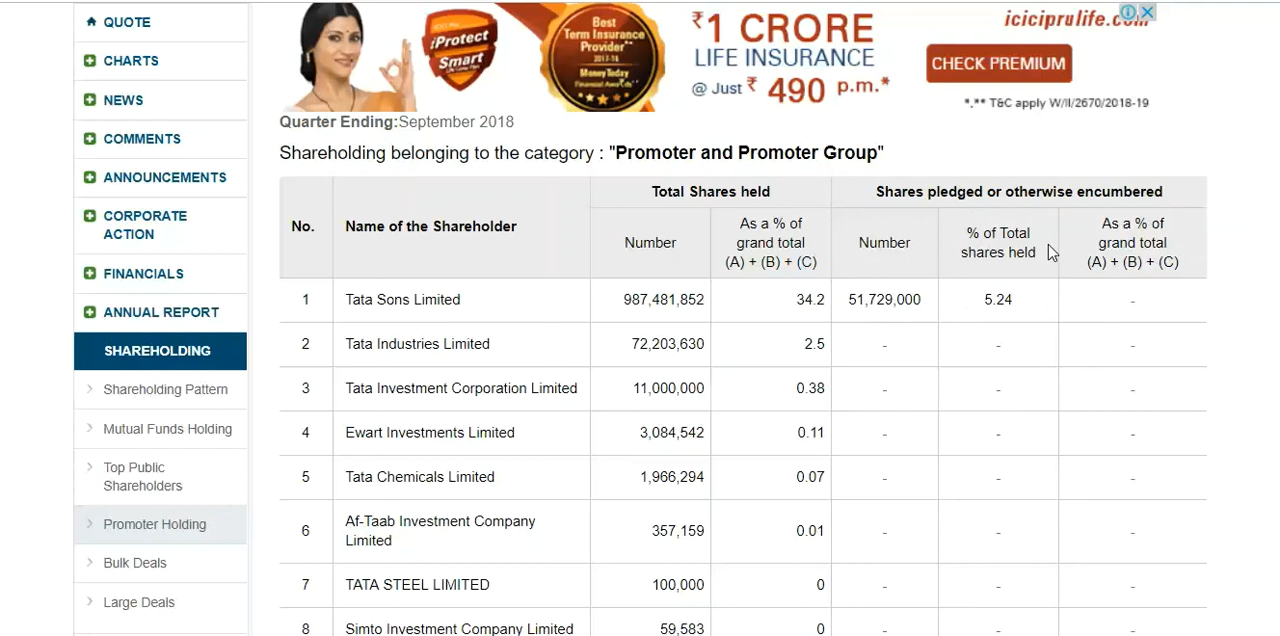 QUOTE
CHARTS
NEWS
COMMENTS
ANNOUNCEMENTS
CORPORATE
ACTION
FINANCIALS
ANNUAL REPORT
SHAREHOLDING
Shareholding Pattern
Mutual Funds Holding
Top Public
Shareholders
Promoter Holding
Bulk Deals
Large Deals
iProtect
Smart
Best
Term Insurance
Provider**
2017-18
Money Today
Financial Awards
₹1 CRORE
LIFE INSURANCE
@ Just ₹ 490 p.m.*
iciciprulife.com
CHECK PREMIUM
*,** T&C apply W/II/2670/2018-19
Quarter Ending:September 2018
Shareholding belonging to the category : "Promoter and Promoter Group"
No. Name of the Shareholder Total Shares held Shares pledged or otherwise encumbered
Number As a % of grand total (A) + (B) + (C) Number % of Total shares held As a % of grand total (A) + (B) + (C)
1 Tata Sons Limited 987,481,852 34.2 51,729,000 5.24 -
2 Tata Industries Limited 72,203,630 2.5 - - -
3 Tata Investment Corporation Limited 11,000,000 0.38 - - -
4 Ewart Investments Limited 3,084,542 0.11 - - -
5 Tata Chemicals Limited 1,966,294 0.07 - - -
6 Af-Taab Investment Company Limited 357,159 0.01 - - -
7 TATA STEEL LIMITED 100,000 0 - - -
8 Simto Investment Company Limited 59,583 0 - - -